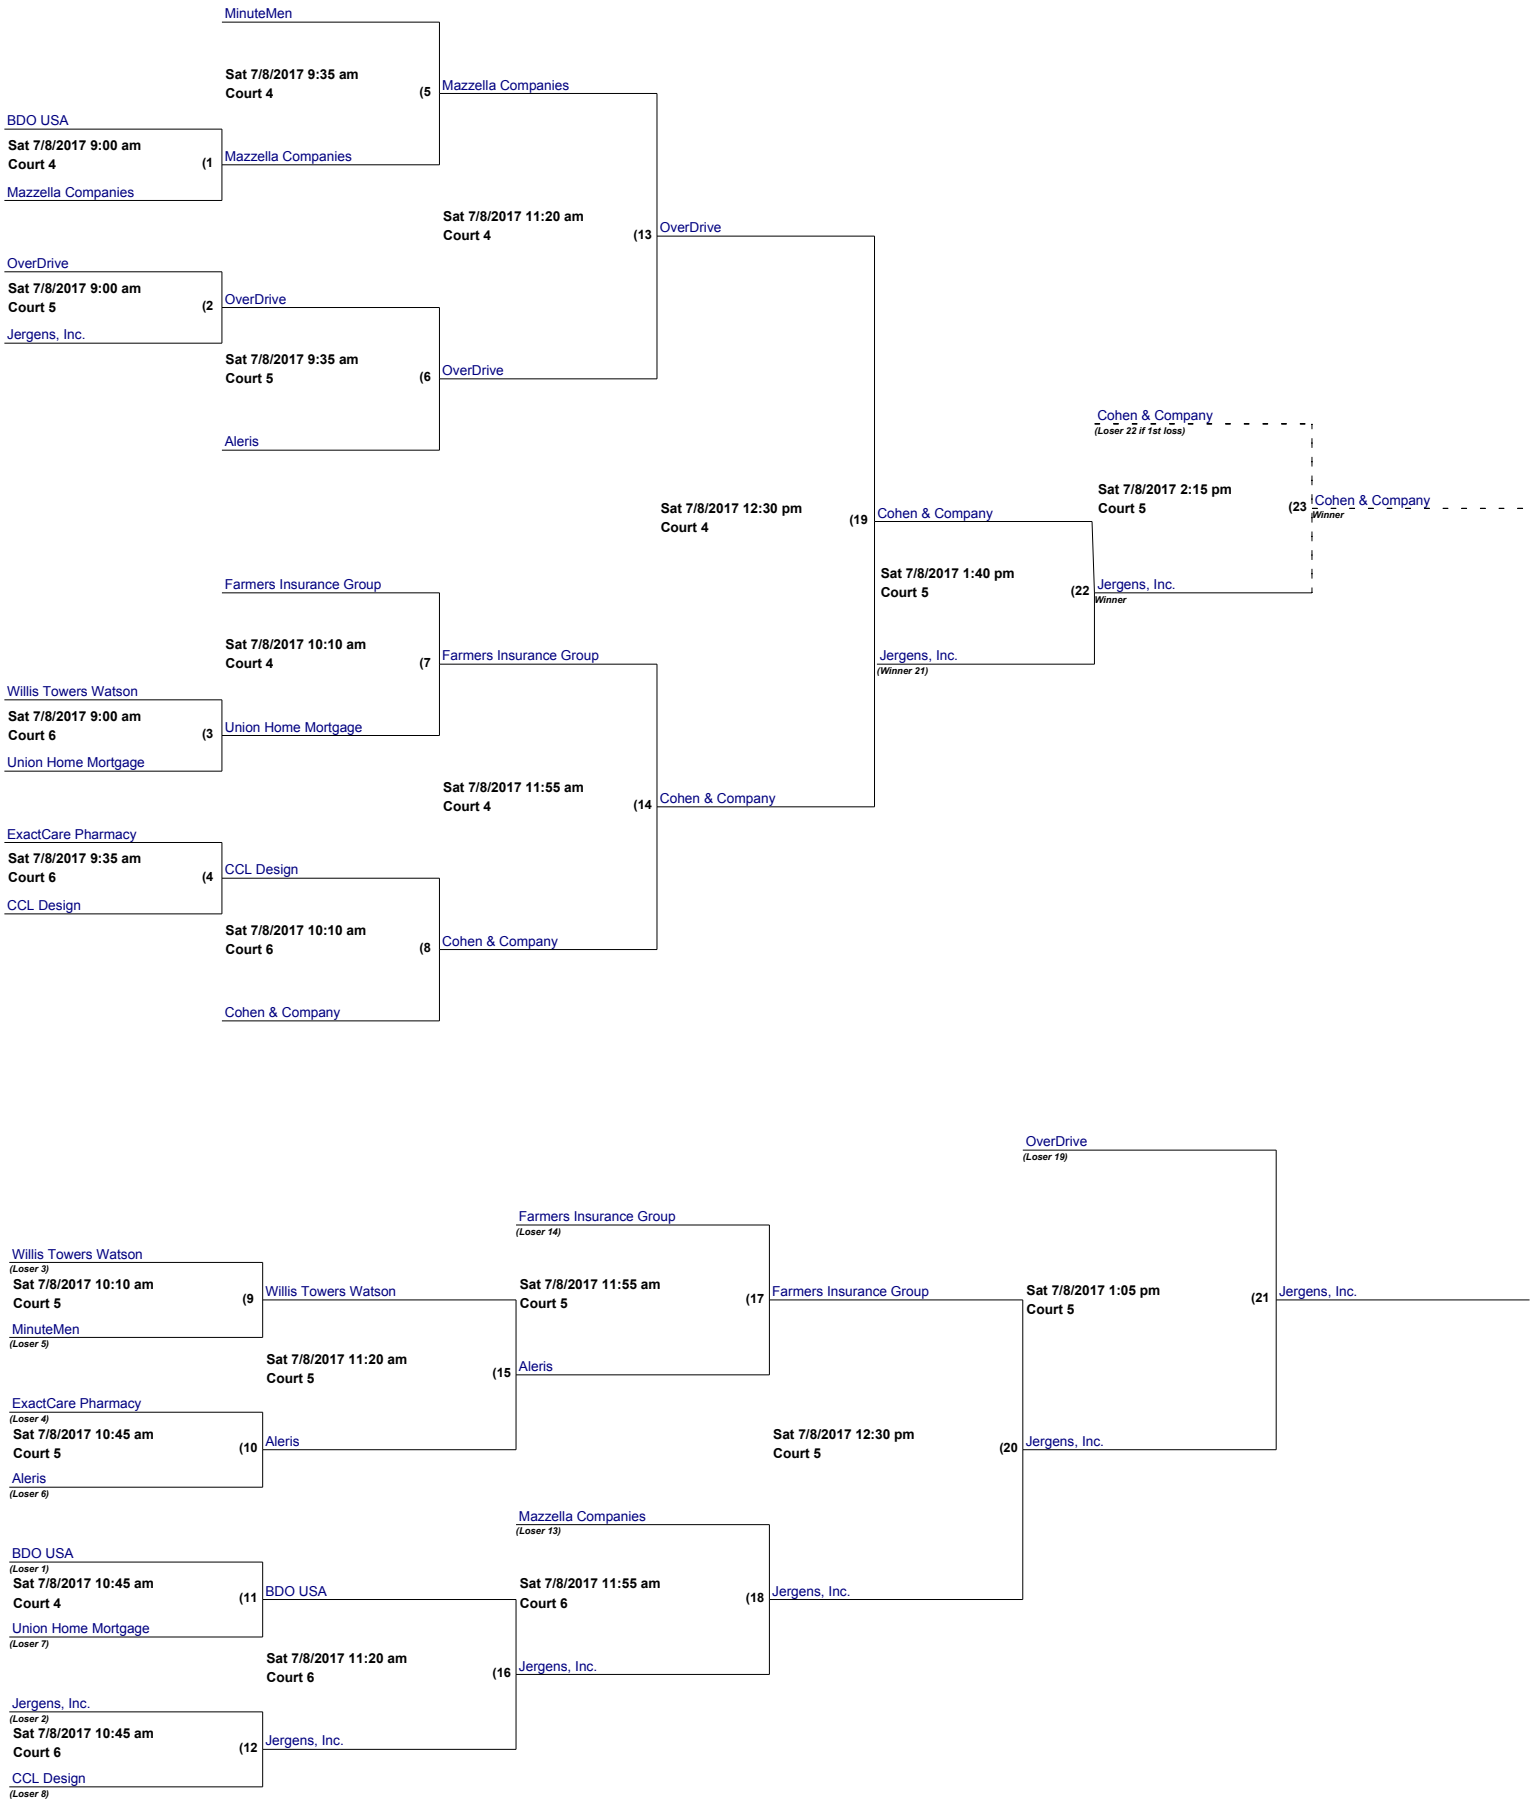 MinuteMen
Sat 7/8/2017 9:35 am
Court 4
(5
Mazzella Companies
BDO USA
Sat 7/8/2017 9:00 am
Court 4
(1
Mazzella Companies
Mazzella Companies
Sat 7/8/2017 11:20 am
Court 4
(13
OverDrive
OverDrive
Sat 7/8/2017 9:00 am
Court 5
(2
OverDrive
Jergens, Inc.
Sat 7/8/2017 9:35 am
Court 5
(6
OverDrive
Aleris
Cohen & Company
(Loser 22 if 1st loss)
Sat 7/8/2017 2:15 pm
Court 5
(23
Cohen & Company
Winner
Sat 7/8/2017 12:30 pm
Court 4
(19
Cohen & Company
Sat 7/8/2017 1:40 pm
Court 5
(22
Jergens, Inc.
Winner
Jergens, Inc.
(Winner 21)
Farmers Insurance Group
Sat 7/8/2017 10:10 am
Court 4
(7
Farmers Insurance Group
Willis Towers Watson
Sat 7/8/2017 9:00 am
Court 6
(3
Union Home Mortgage
Union Home Mortgage
Sat 7/8/2017 11:55 am
Court 4
(14
Cohen & Company
ExactCare Pharmacy
Sat 7/8/2017 9:35 am
Court 6
(4
CCL Design
CCL Design
Sat 7/8/2017 10:10 am
Court 6
(8
Cohen & Company
Cohen & Company
OverDrive
(Loser 19)
Farmers Insurance Group
(Loser 14)
Willis Towers Watson
(Loser 3)
Sat 7/8/2017 10:10 am
Court 5
(9
Willis Towers Watson
MinuteMen
(Loser 5)
Sat 7/8/2017 11:55 am
Court 5
(17
Farmers Insurance Group
Sat 7/8/2017 1:05 pm
Court 5
(21
Jergens, Inc.
Sat 7/8/2017 11:20 am
Court 5
(15
Aleris
ExactCare Pharmacy
(Loser 4)
Sat 7/8/2017 10:45 am
Court 5
(10
Aleris
Aleris
(Loser 6)
Sat 7/8/2017 12:30 pm
Court 5
(20
Jergens, Inc.
Mazzella Companies
(Loser 13)
BDO USA
(Loser 1)
Sat 7/8/2017 10:45 am
Court 4
(11
BDO USA
Union Home Mortgage
(Loser 7)
Sat 7/8/2017 11:55 am
Court 6
(18
Jergens, Inc.
Sat 7/8/2017 11:20 am
Court 6
(16
Jergens, Inc.
Jergens, Inc.
(Loser 2)
Sat 7/8/2017 10:45 am
Court 6
(12
Jergens, Inc.
CCL Design
(Loser 8)